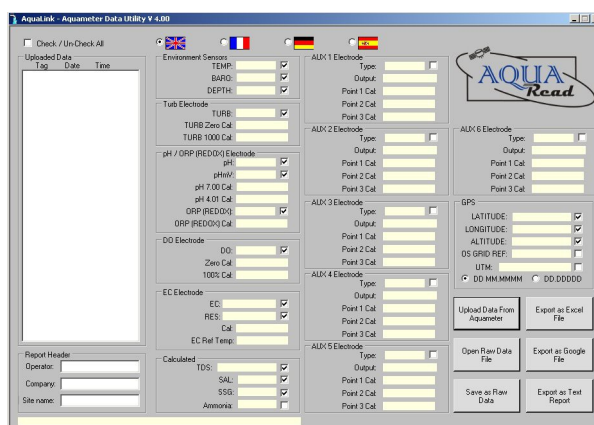 AquaLink - Aquameter Data Utility V 4.00
Check / Un-Check All
Uploaded Data
Tag Date Time
Report Header
Operator:
Company:
Site name:
Environment Sensors
TEMP:
BARO:
DEPTH:
Turb Electrode
TURB:
TURB Zero Cal:
TURB 1000 Cal:
pH / ORP (REDOX) Electrode
pH:
pHmV:
pH 7.00 Cal:
pH 4.01 Cal:
ORP (REDOX):
ORP (REDOX) Cal:
DO Electrode
DO:
Zero Cal:
100% Cal:
EC Electrode
EC:
RES:
Cal:
EC Ref Temp:
Calculated
TDS:
SAL:
SSG:
Ammonia:
AUX 1 Electrode
Type:
Output:
Point 1 Cal:
Point 2 Cal:
Point 3 Cal:
AUX 2 Electrode
Type:
Output:
Point 1 Cal:
Point 2 Cal:
Point 3 Cal:
AUX 3 Electrode
Type:
Output:
Point 1 Cal:
Point 2 Cal:
Point 3 Cal:
AUX 4 Electrode
Type:
Output:
Point 1 Cal:
Point 2 Cal:
Point 3 Cal:
AUX 5 Electrode
Type:
Output:
Point 1 Cal:
Point 2 Cal:
Point 3 Cal:
AQUA
Read
AUX 6 Electrode
Type:
Output:
Point 1 Cal:
Point 2 Cal:
Point 3 Cal:
GPS
LATITUDE:
LONGITUDE:
ALTITUDE:
OS GRID REF:
UTM:
DD MM.MMMM DD.DDDDD
Upload Data From
Aquameter
Export as Excel
File
Open Raw Data
File
Export as Google
File
Save as Raw
Data
Export as Text
Report